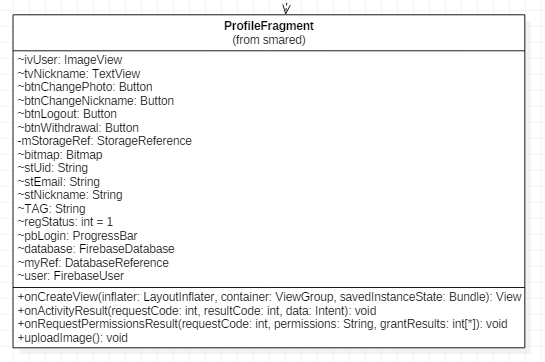 ProfileFragment
(from smared)
~ivUser: ImageView
~tvNickname: TextView
~btnChangePhoto: Button
~btnChangeNickname: Button
~btnLogout: Button
~btnWithdrawal: Button
-mStorageRef: StorageReference
~bitmap: Bitmap
~stUid: String
~stEmail: String
~stNickname: String
~TAG: String
~regStatus: int = 1
~pbLogin: ProgressBar
~database: FirebaseDatabase
~myRef: DatabaseReference
~user: FirebaseUser
+onCreateView(inflater: LayoutInflater, container: ViewGroup, savedInstanceState: Bundle): View
+onActivityResult(requestCode: int, resultCode: int, data: Intent): void
+onRequestPermissionsResult(requestCode: int, permissions: String, grantResults: int[*]): void
+uploadImage(): void